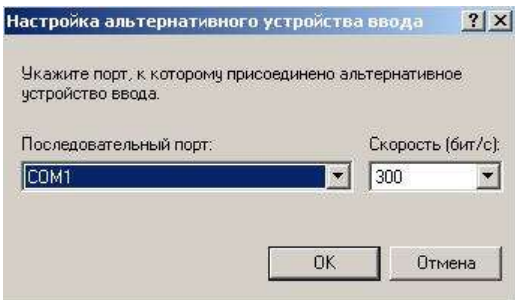 Настройка альтернативного устройства ввода
Укажите порт, к которому присоединено альтернативное
устройство ввода.
Последовательный порт: Скорость (бит/с):
COM1 300
OK Отмена